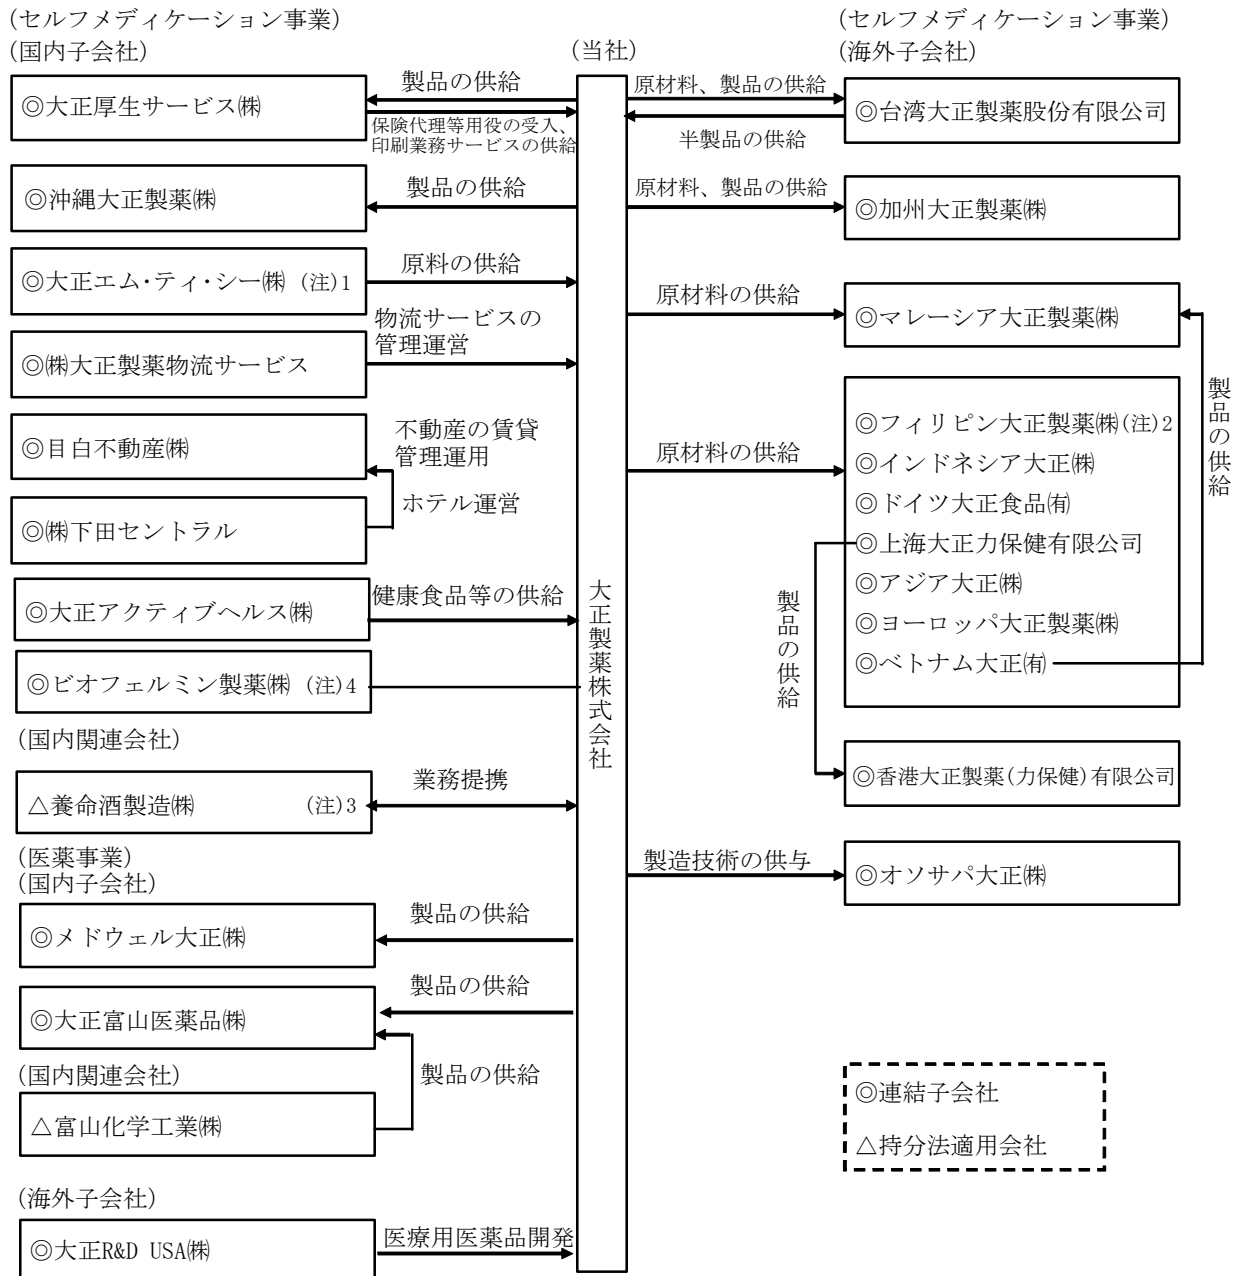 (セルフメディケーション事業)
(国内子会社)
◎大正厚生サービス㈱
製品の供給
保険代理等用役の受入、
印刷業務サービスの供給
◎沖縄大正製薬㈱
製品の供給
◎大正エム・ティ・シー㈱ (注)1
原料の供給
◎㈱大正製薬物流サービス
物流サービスの
管理運営
◎目白不動産㈱
不動産の賃貸
管理運用
◎㈱下田セントラル
ホテル運営
◎大正アクティブヘルス㈱
健康食品等の供給
◎ビオフェルミン製薬㈱ (注)4
(国内関連会社)
△養命酒製造㈱ (注)3
業務提携
(医薬事業)
(国内子会社)
◎メドウェル大正㈱
製品の供給
◎大正富山医薬品㈱
製品の供給
(国内関連会社)
△富山化学工業㈱
製品の供給
(海外子会社)
◎大正R&D USA㈱
医療用医薬品開発
(当社)
大正製薬株式会社
(セルフメディケーション事業)
(海外子会社)
原材料、製品の供給
◎台湾大正製薬股份有限公司
半製品の供給
原材料、製品の供給
◎加州大正製薬㈱
原材料の供給
◎マレーシア大正製薬㈱
原材料の供給
◎フィリピン大正製薬㈱(注)2
◎インドネシア大正㈱
◎ドイツ大正食品㈲
◎上海大正力保健有限公司
◎アジア大正㈱
◎ヨーロッパ大正製薬㈱
◎ベトナム大正㈲
製品の供給
製品の供給
◎香港大正製薬(力保健)有限公司
製造技術の供与
◎オソサパ大正㈱
◎連結子会社
△持分法適用会社